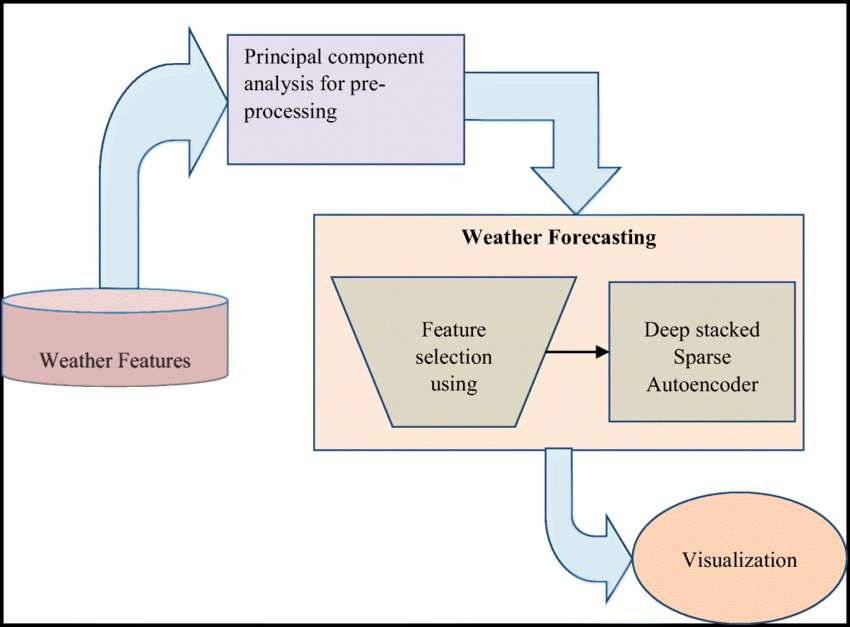 Principal component
analysis for pre-
processing
Weather Forecasting
Feature
selection
using
Deep stacked
Sparse
Autoencoder
Weather Features
Visualization